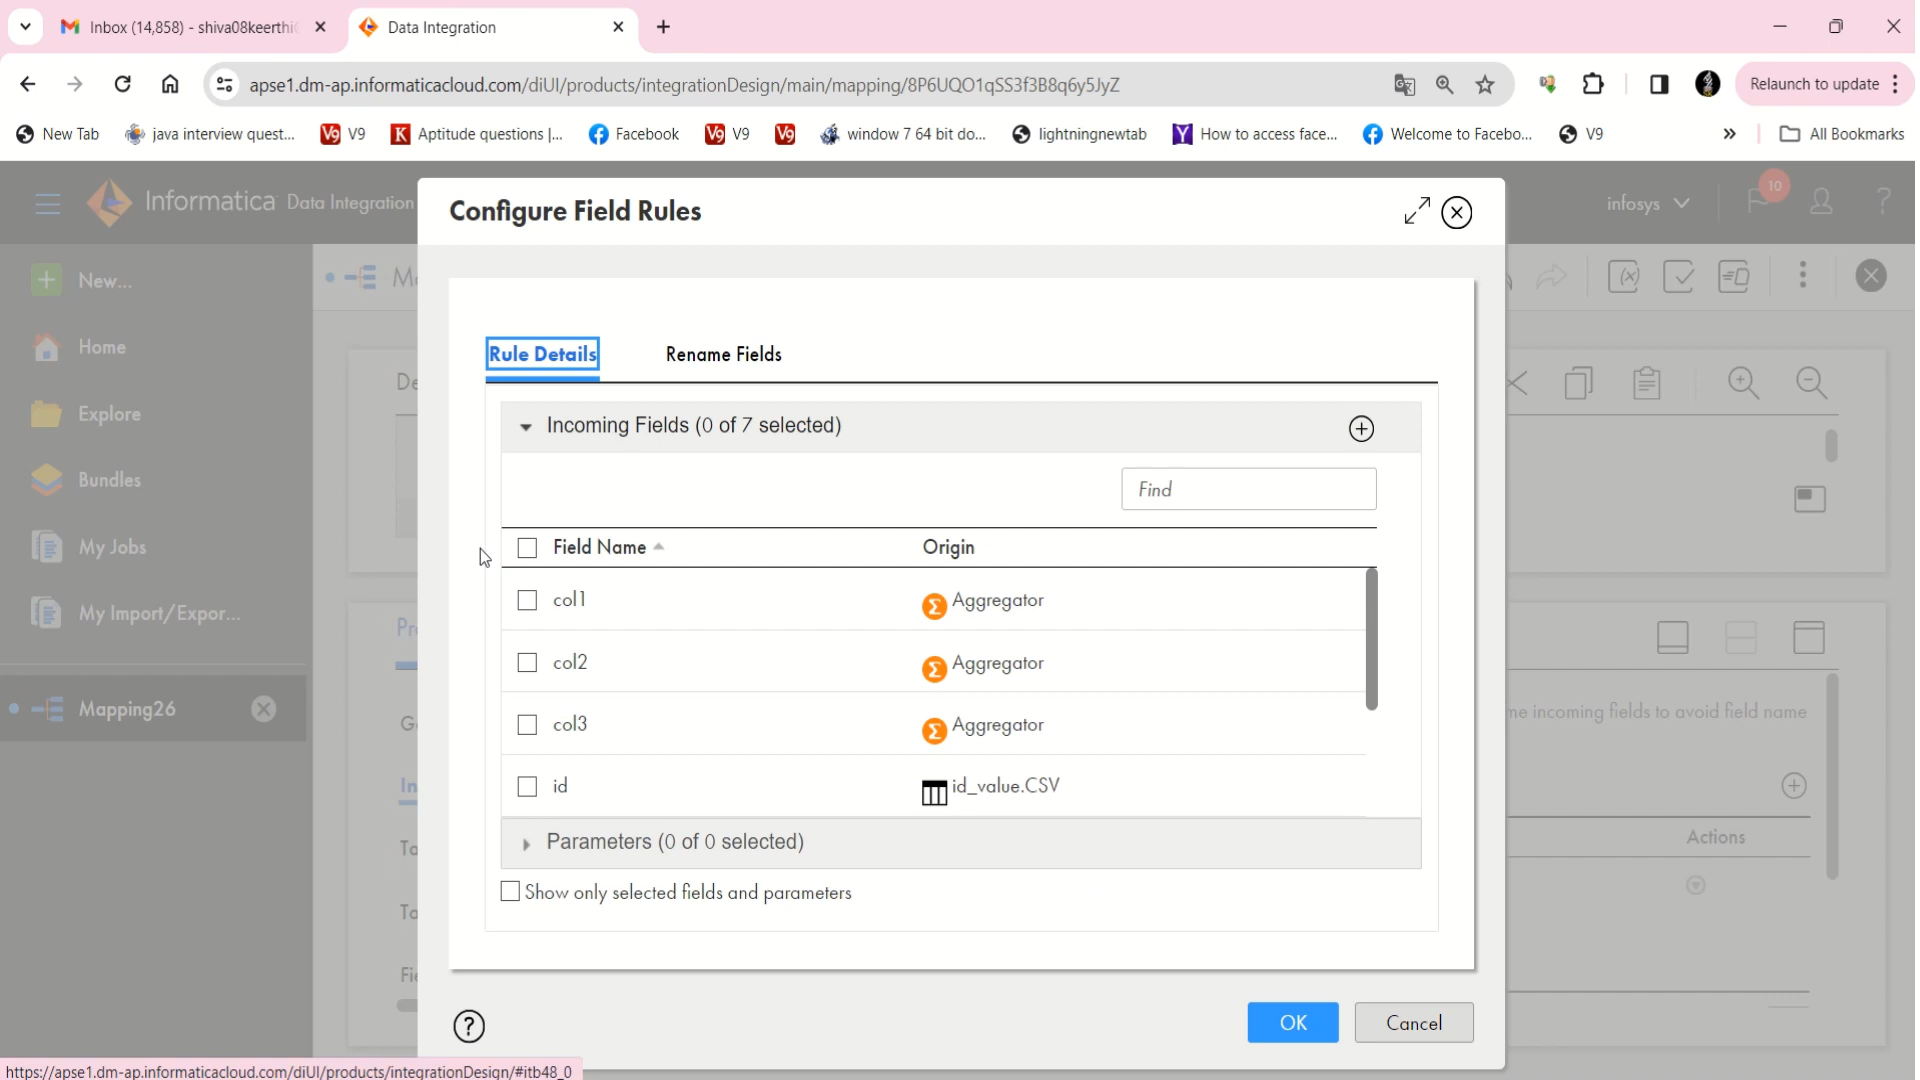 Inbox (14,858) - shiva08keerthi
Data Integration
apse1.dm-ap.informaticacloud.com/diUI/products/integrationDesign/main/mapping/8P6UQO1qSS3f3B8q6y5JyZ
Relaunch to update
New Tab
java interview quest...
V9
Aptitude questions |...
Facebook
V9
window 7 64 bit do...
lightningnewtab
How to access face...
Welcome to Facebo...
V9
All Bookmarks
Informatica Data Integration
infosys
10
Configure Field Rules
New...
Home
Explore
Bundles
My Jobs
My Import/Expor...
Mapping26
Rule Details
Rename Fields
Incoming Fields (0 of 7 selected)
Find
Field Name Origin
col1 Aggregator
col2 Aggregator
col3 Aggregator
id id_value.CSV
Parameters (0 of 0 selected)
Show only selected fields and parameters
incoming fields to avoid field name
Actions
OK
Cancel
https://apse1.dm-ap.informaticacloud.com/diUI/products/integrationDesign/#itb48_0